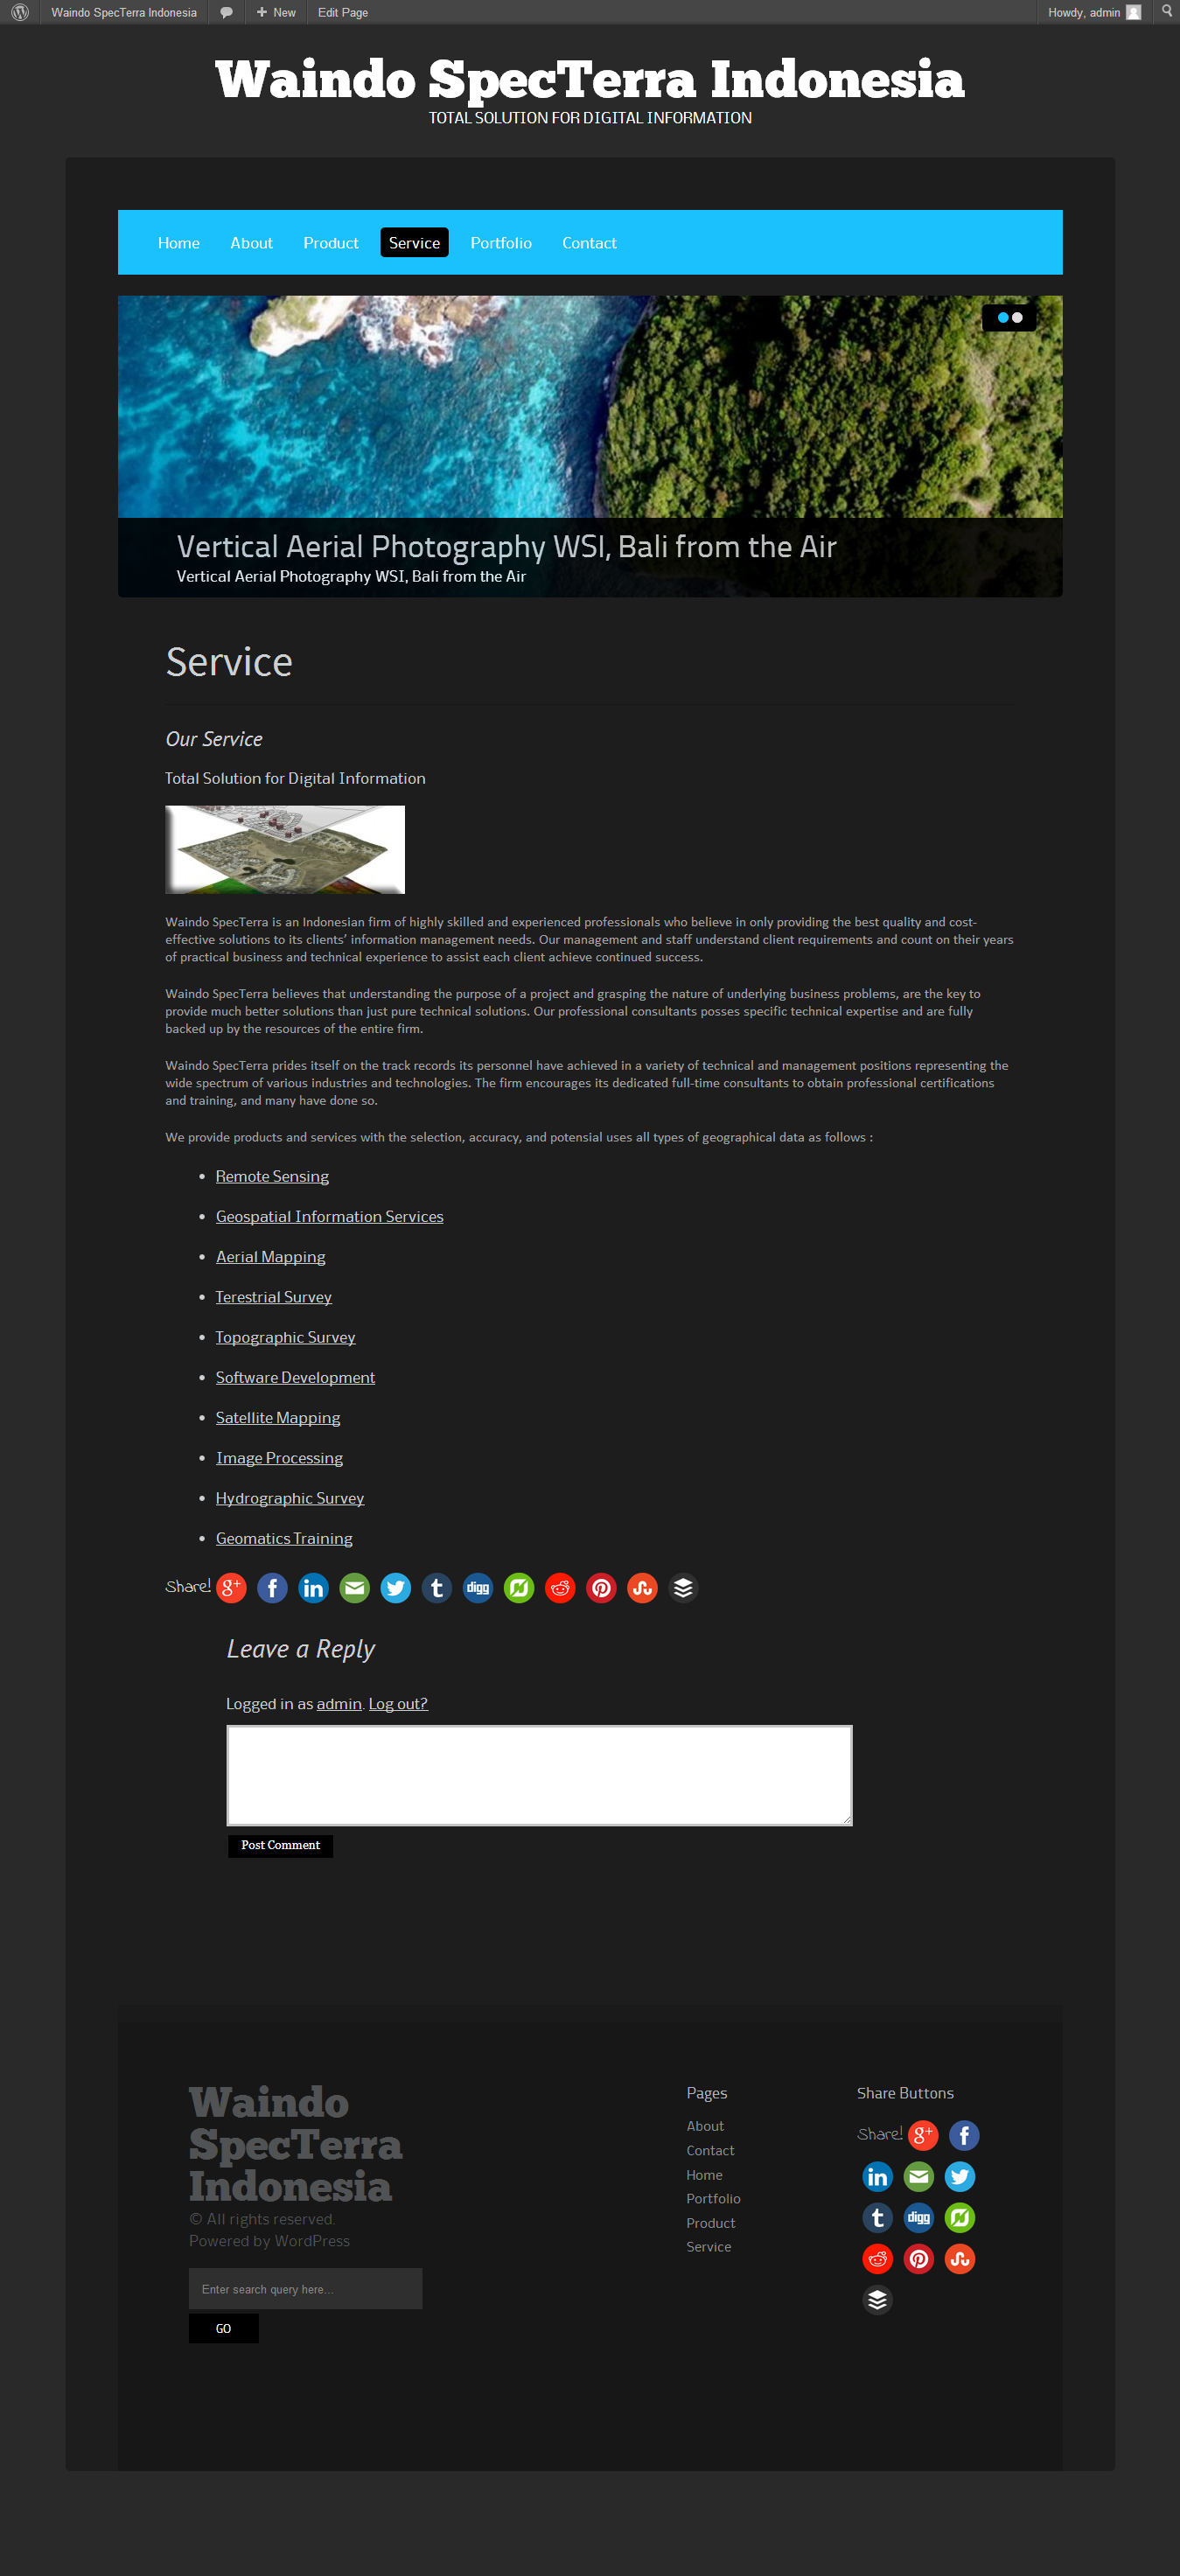 Waindo SpecTerra Indonesia
New
Edit Page
Howdy, admin
Waindo SpecTerra Indonesia
TOTAL SOLUTION FOR DIGITAL INFORMATION
Home
About
Product
Service
Portfolio
Contact
Vertical Aerial Photography WSI, Bali from the Air
Vertical Aerial Photography WSI, Bali from the Air
Service
Our Service
Total Solution for Digital Information
Waindo SpecTerra is an Indonesian firm of highly skilled and experienced professionals who believe in only providing the best quality and cost-
effective solutions to its clients’ information management needs. Our management and staff understand client requirements and count on their years
of practical business and technical experience to assist each client achieve continued success.
Waindo SpecTerra believes that understanding the purpose of a project and grasping the nature of underlying business problems, are the key to
provide much better solutions than just pure technical solutions. Our professional consultants posses specific technical expertise and are fully
backed up by the resources of the entire firm.
Waindo SpecTerra prides itself on the track records its personnel have achieved in a variety of technical and management positions representing the
wide spectrum of various industries and technologies. The firm encourages its dedicated full-time consultants to obtain professional certifications
and training, and many have done so.
We provide products and services with the selection, accuracy, and potensial uses all types of geographical data as follows :
• Remote Sensing
• Geospatial Information Services
• Aerial Mapping
• Terestrial Survey
• Topographic Survey
• Software Development
• Satellite Mapping
• Image Processing
• Hydrographic Survey
• Geomatics Training
Share!
digg
Leave a Reply
Logged in as admin. Log out?
Post Comment
Waindo
SpecTerra
Indonesia
© All rights reserved.
Powered by WordPress
Enter search query here...
GO
Pages
About
Contact
Home
Portfolio
Product
Service
Share Buttons
Share!
digg